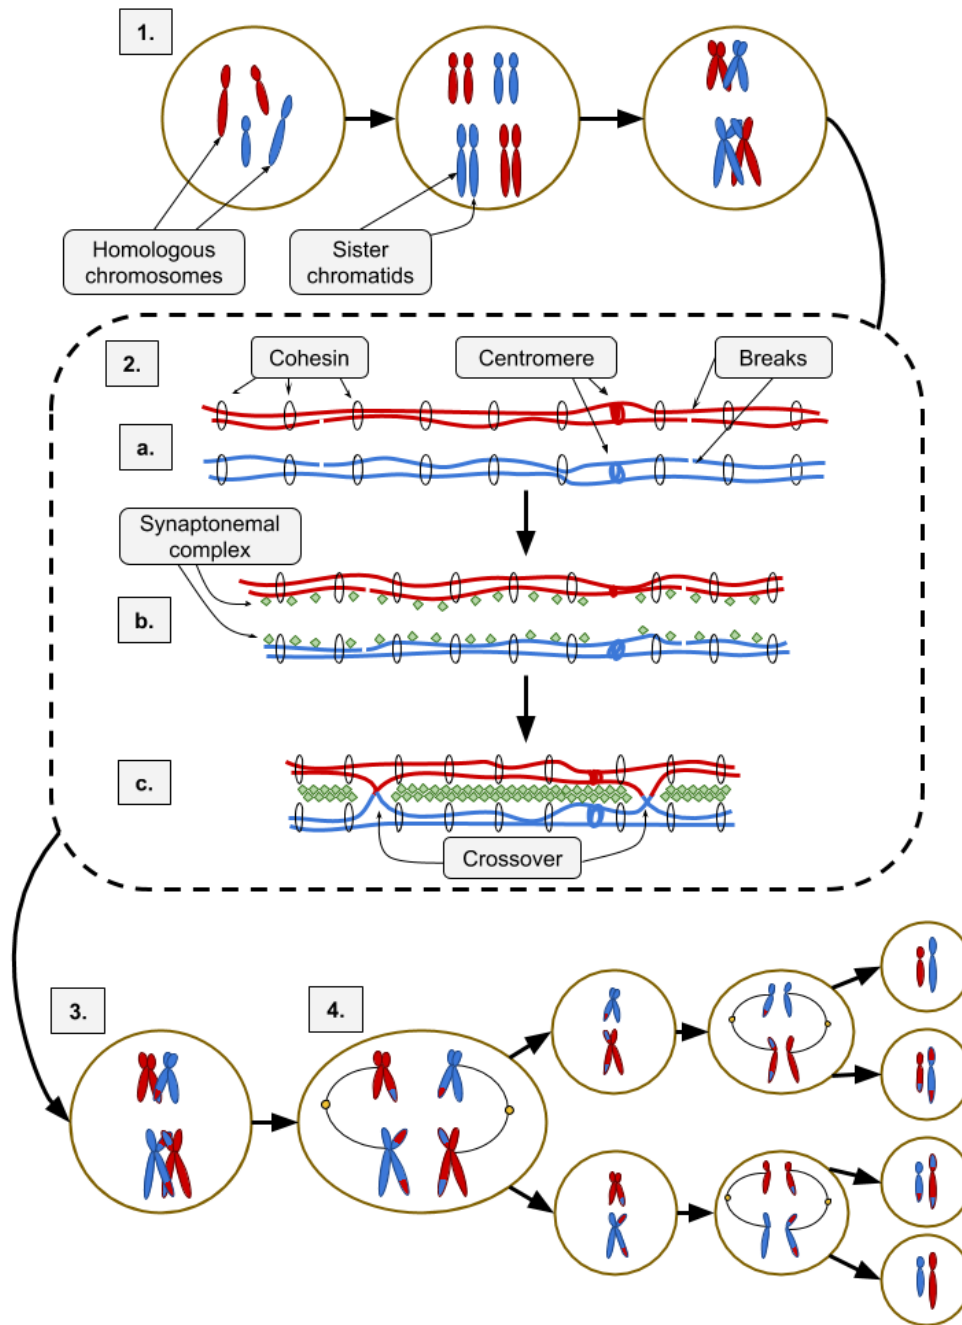 1.
Homologous
chromosomes
Sister
chromatids
2.
Cohesin
Centromere
Breaks
a.
Synaptonemal
complex
b.
c.
Crossover
3.
4.